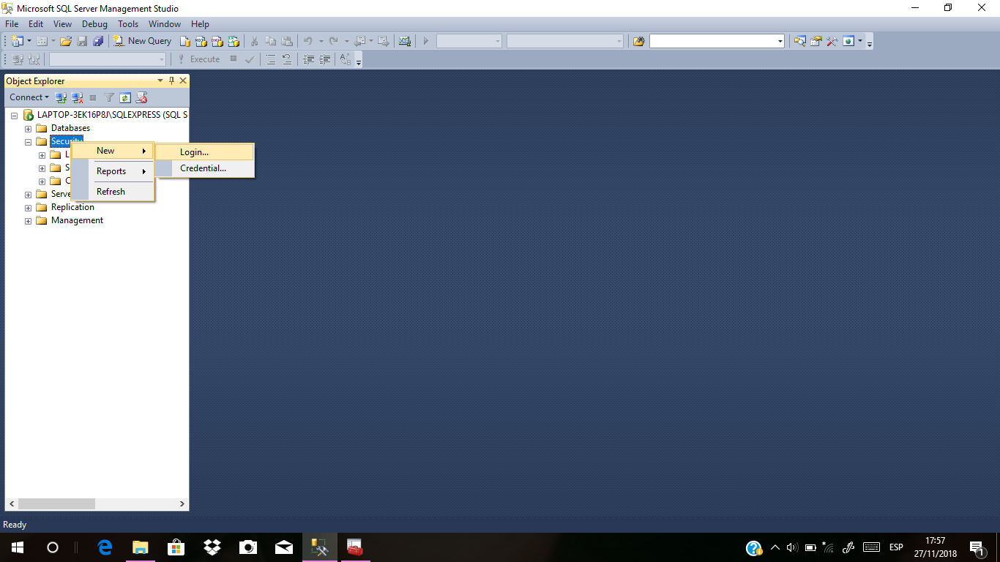 Microsoft SQL Server Management Studio
File Edit View Debug Tools Window Help
New Query
Execute
Object Explorer
Connect
LAPTOP-3EK16P8J\SQLEXPRESS (SQL S
Databases
Security
New
Login...
L
Reports
Credential...
S
Refresh
C
Serve
Replication
Management
Ready
ESP
17:57
27/11/2018
1